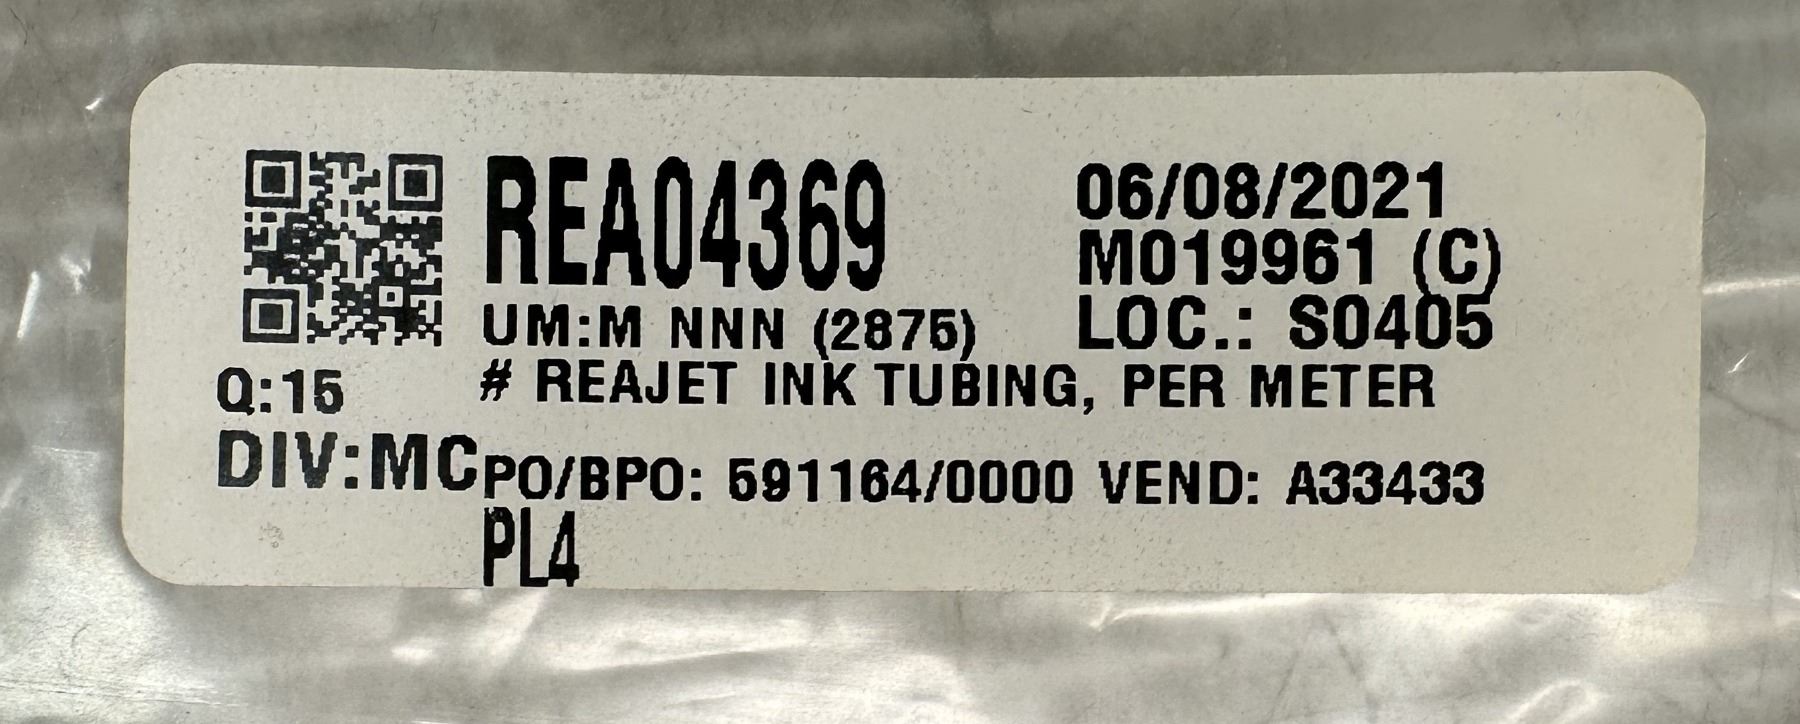 REA04369
06/08/2021
M019961 (C)
UM:M NNN (2875)
LOC.: S0405
Q:15
# REAJET INK TUBING, PER METER
DIV:MC
PO/BPO: 591164/0000 VEND: A33433
PL4